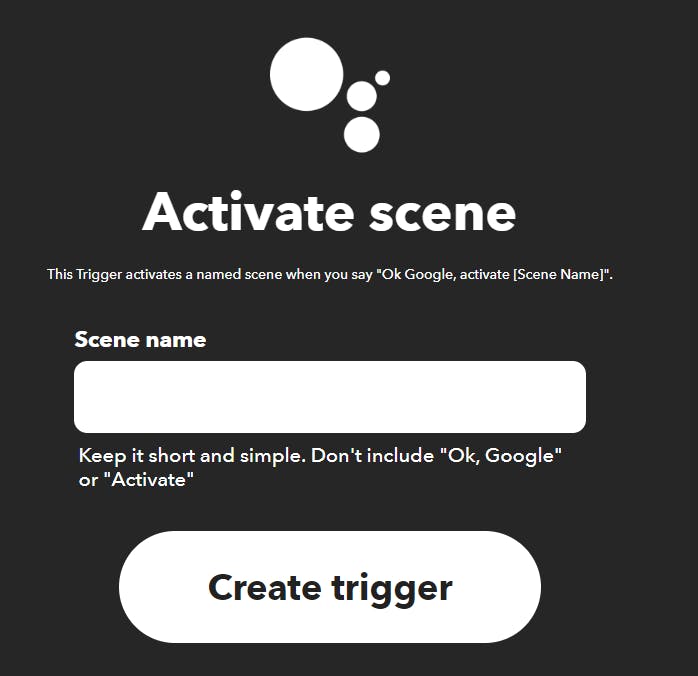 Activate scene
This Trigger activates a named scene when you say "Ok Google, activate [Scene Name]".
Scene name
Keep it short and simple. Don't include "Ok, Google"
or "Activate"
Create trigger